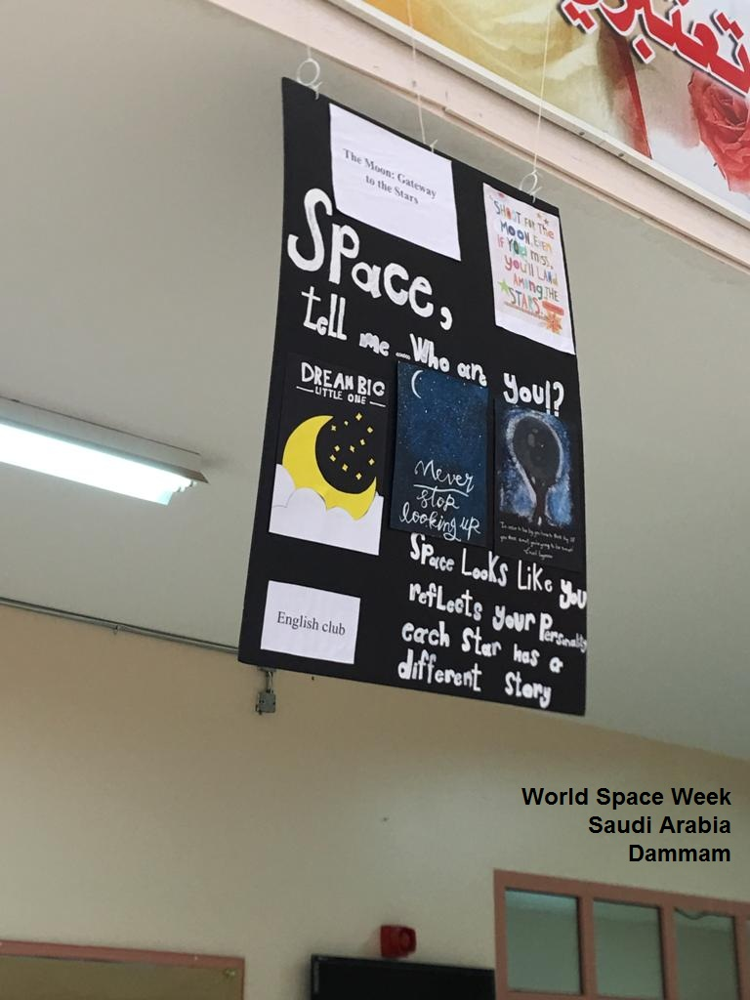 تعتبري
The Moon: Gateway
to the Stars
SHOOT FOR THE
MOON. EVEN
IF YOU miss,
you'll LAND
AMONG THE
STARS.
Space,
tell me ..... Who are you!?
DREAM BIG
LITTLE ONE
Never
stop
looking up
Space Looks Like you
reflects your Personality
each star has a
different story
English club
World Space Week
Saudi Arabia
Dammam